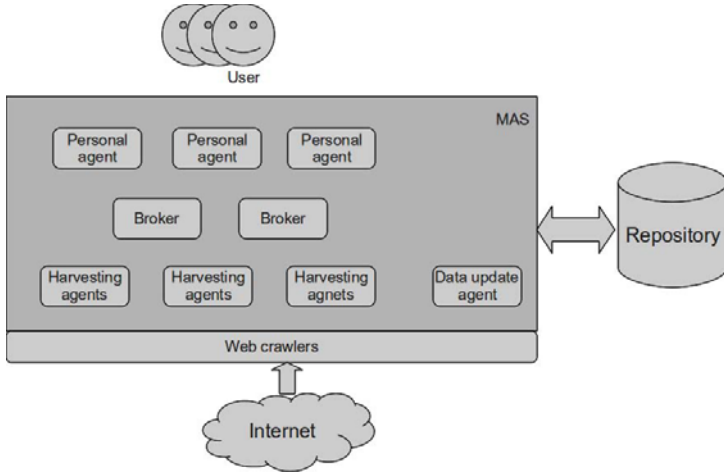 User
MAS
Personal
agent
Personal
agent
Personal
agent
Broker
Broker
Repository
Harvesting
agents
Harvesting
agents
Harvesting
agnets
Data update
agent
Web crawlers
Internet